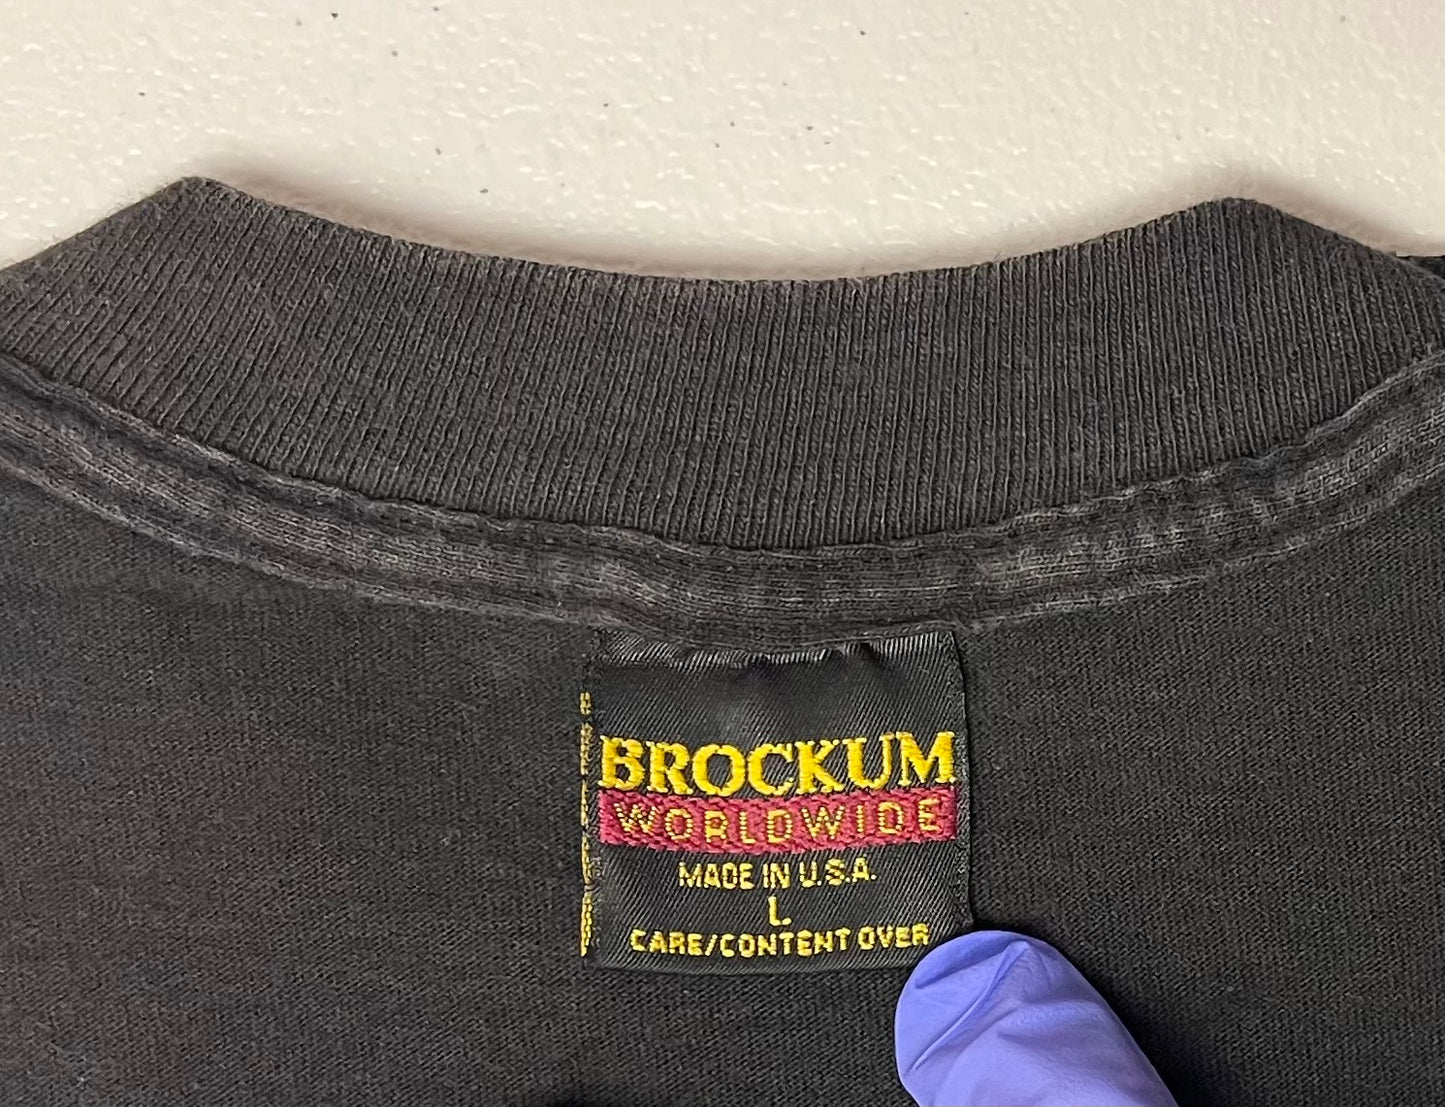 BROCKUM
WORLDWIDE
MADE IN U.S.A.
L
CARE/CONTENT OVER